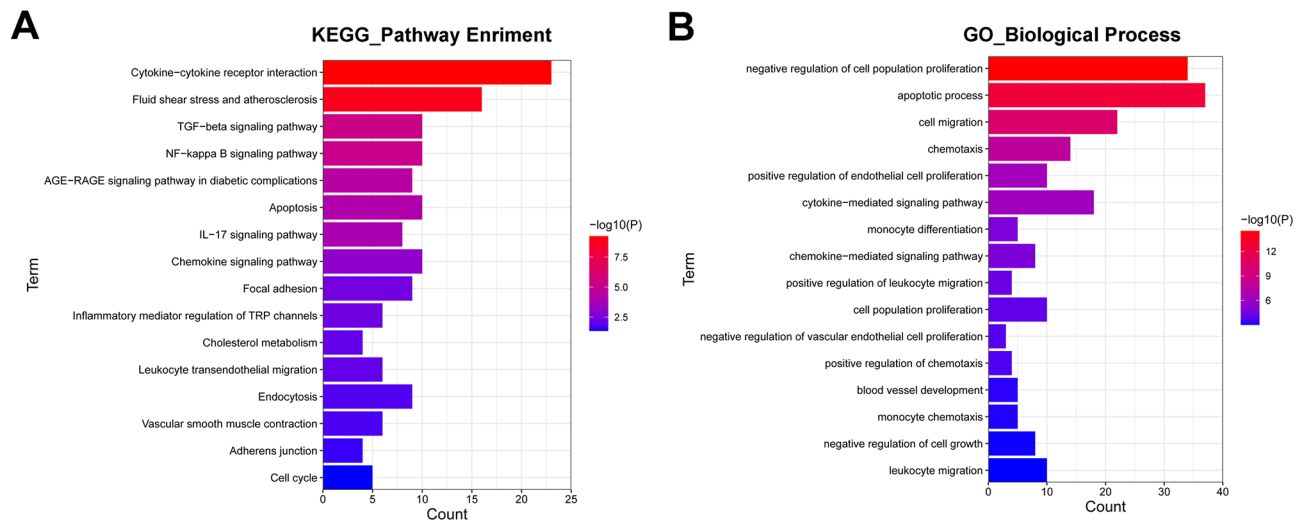 A
KEGG_Pathway Enriment
Term
Cytokine−cytokine receptor interaction
Fluid shear stress and atherosclerosis
TGF−beta signaling pathway
NF−kappa B signaling pathway
AGE−RAGE signaling pathway in diabetic complications
Apoptosis
IL−17 signaling pathway
Chemokine signaling pathway
Focal adhesion
Inflammatory mediator regulation of TRP channels
Cholesterol metabolism
Leukocyte transendothelial migration
Endocytosis
Vascular smooth muscle contraction
Adherens junction
Cell cycle
0 5 10 15 20 25
Count
−log10(P)
7.5
5.0
2.5
B
GO_Biological Process
Term
negative regulation of cell population proliferation
apoptotic process
cell migration
chemotaxis
positive regulation of endothelial cell proliferation
cytokine−mediated signaling pathway
monocyte differentiation
chemokine−mediated signaling pathway
positive regulation of leukocyte migration
cell population proliferation
negative regulation of vascular endothelial cell proliferation
positive regulation of chemotaxis
blood vessel development
monocyte chemotaxis
negative regulation of cell growth
leukocyte migration
0 10 20 30 40
Count
−log10(P)
12
9
6